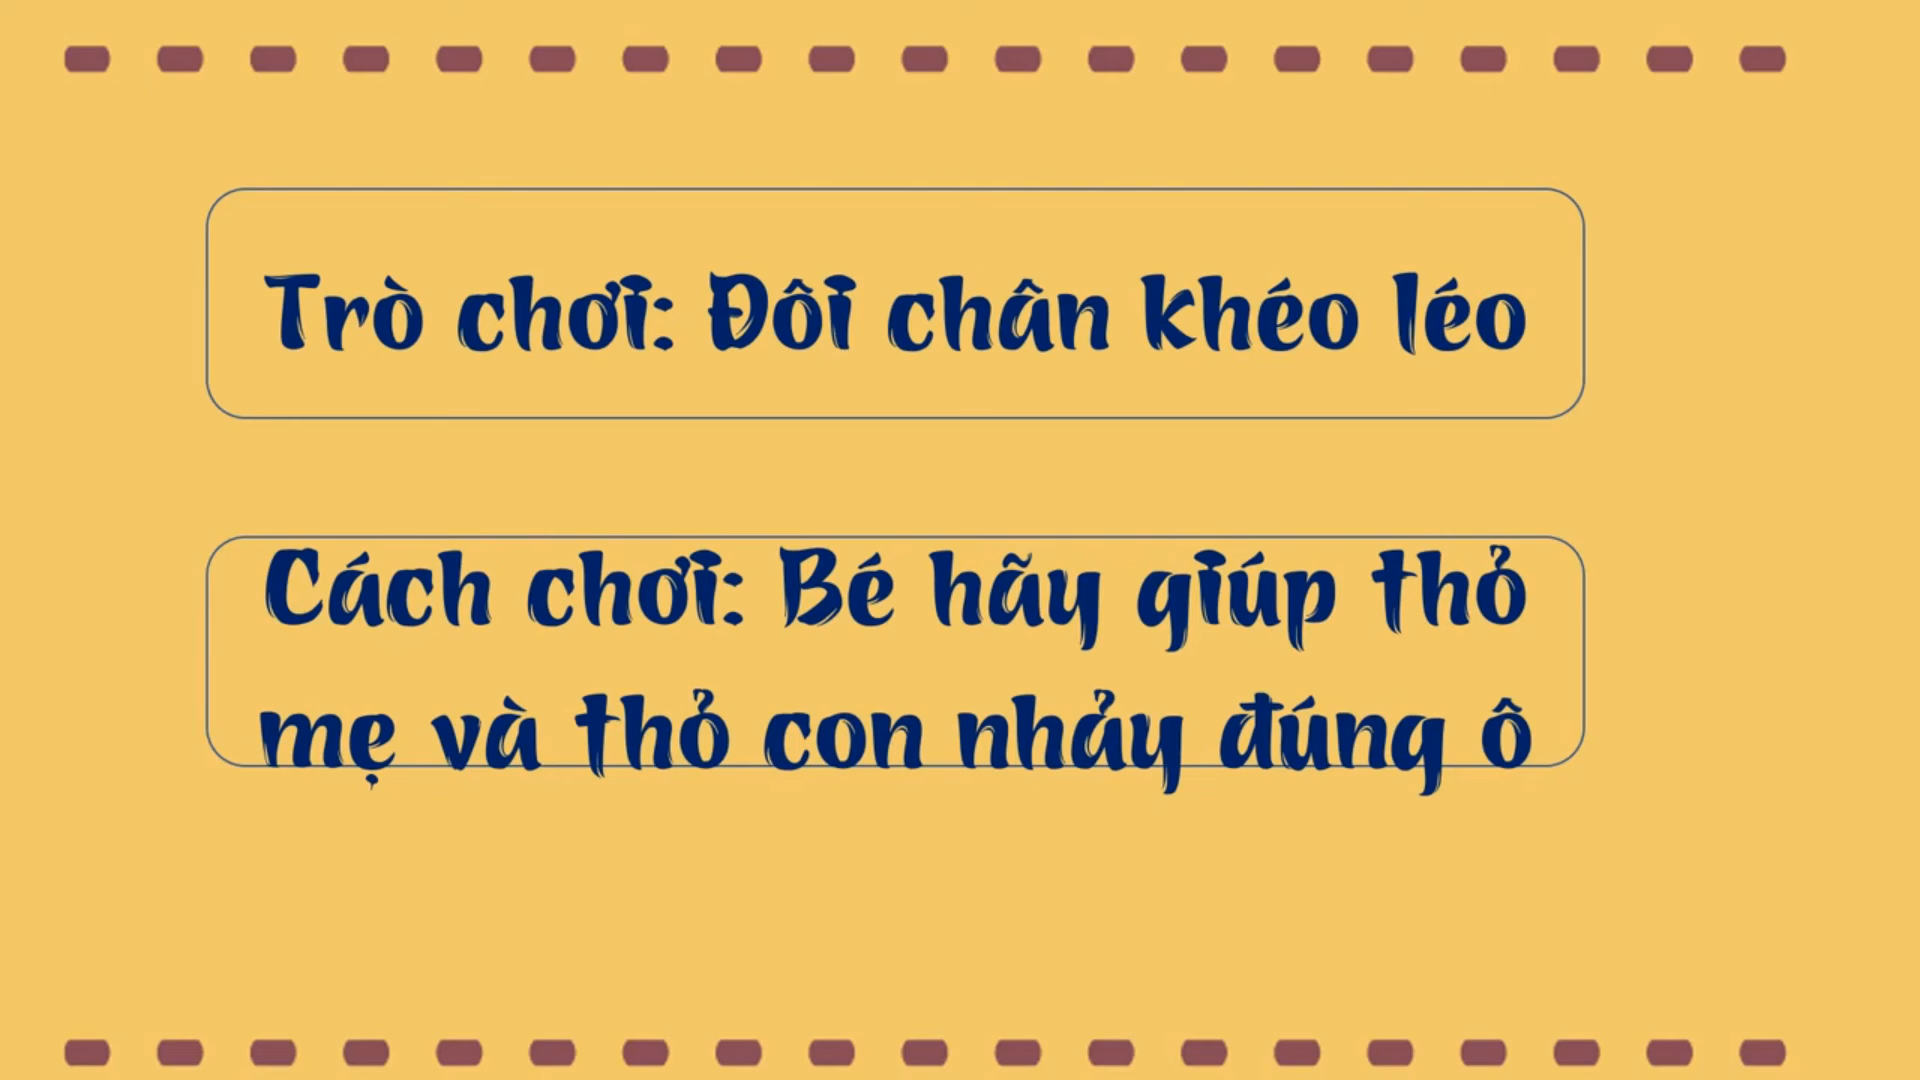 Trò chơi: Đôi chân khéo léo
Cách chơi: Bé hãy giúp thỏ
mẹ và thỏ con nhảy đúng ô